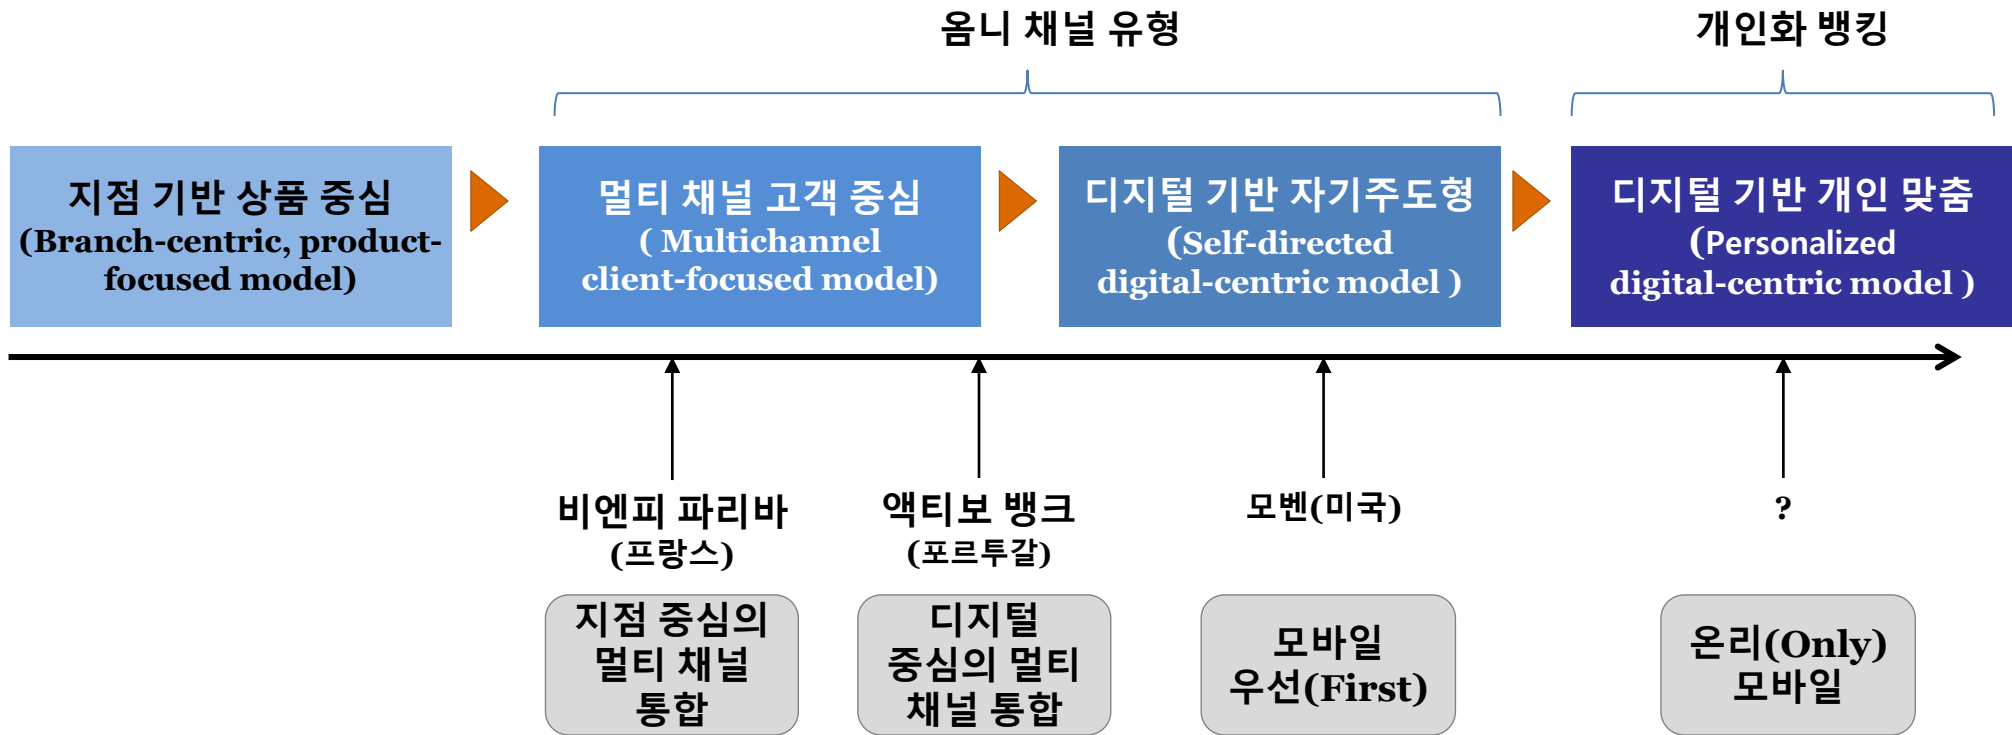 옴니 채널 유형
개인화 뱅킹
지점 기반 상품 중심
(Branch-centric, product-
focused model)
멀티 채널 고객 중심
( Multichannel
client-focused model)
디지털 기반 자기주도형
(Self-directed
digital-centric model )
디지털 기반 개인 맞춤
(Personalized
digital-centric model )
비엔피 파리바
(프랑스)
액티보 뱅크
(포르투갈)
모벤(미국)
?
지점 중심의
멀티 채널
통합
디지털
중심의 멀티
채널 통합
모바일
우선(First)
온리(Only)
모바일